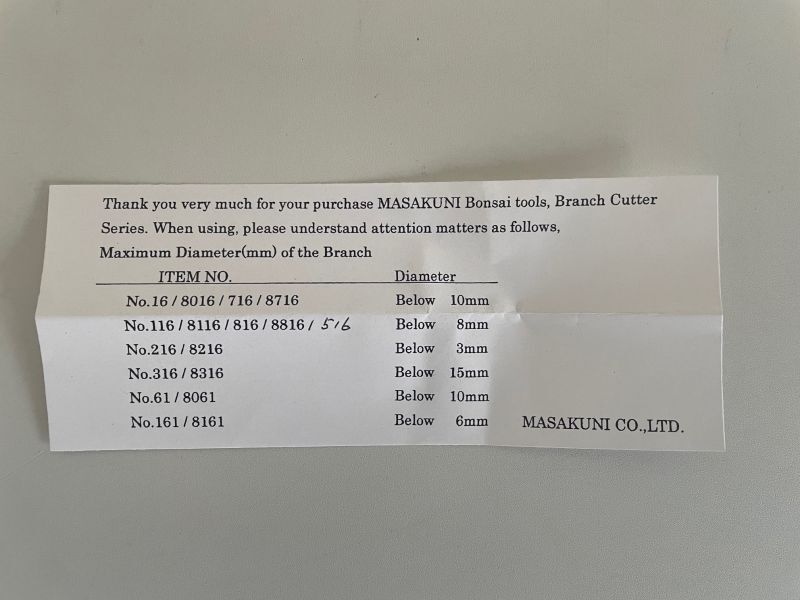 Thank you very much for your purchase MASAKUNI Bonsai tools, Branch Cutter
Series. When using, please understand attention matters as follows,
Maximum Diameter(mm) of the Branch
ITEM NO. Diameter
No.16 / 8016 / 716 / 8716 Below 10mm
No.116 / 8116 / 816 / 8816 / 516 Below 8mm
No.216 / 8216 Below 3mm
No.316 / 8316 Below 15mm
No.61 / 8061 Below 10mm
No.161 / 8161 Below 6mm MASAKUNI CO.,LTD.